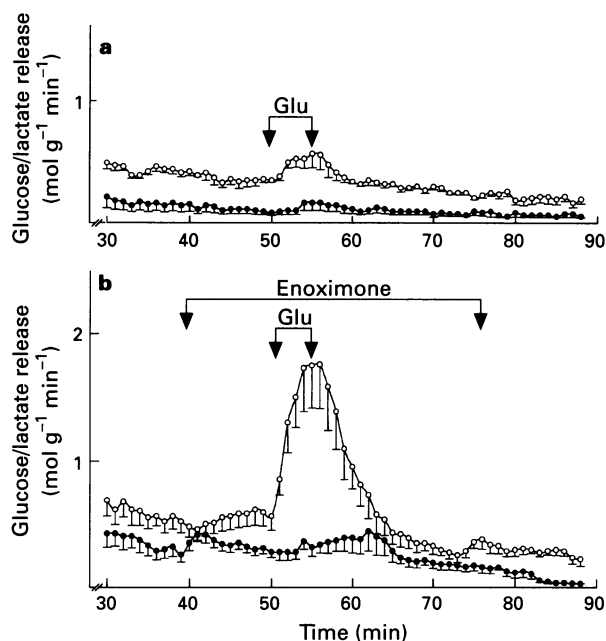 a
Glucose/lactate release
(mol g⁻¹ min⁻¹)
1
Glu
30 40 50 60 70 80 90
b
Glucose/lactate release
(mol g⁻¹ min⁻¹)
2
1
Enoximone
Glu
30 40 50 60 70 80 90
Time (min)